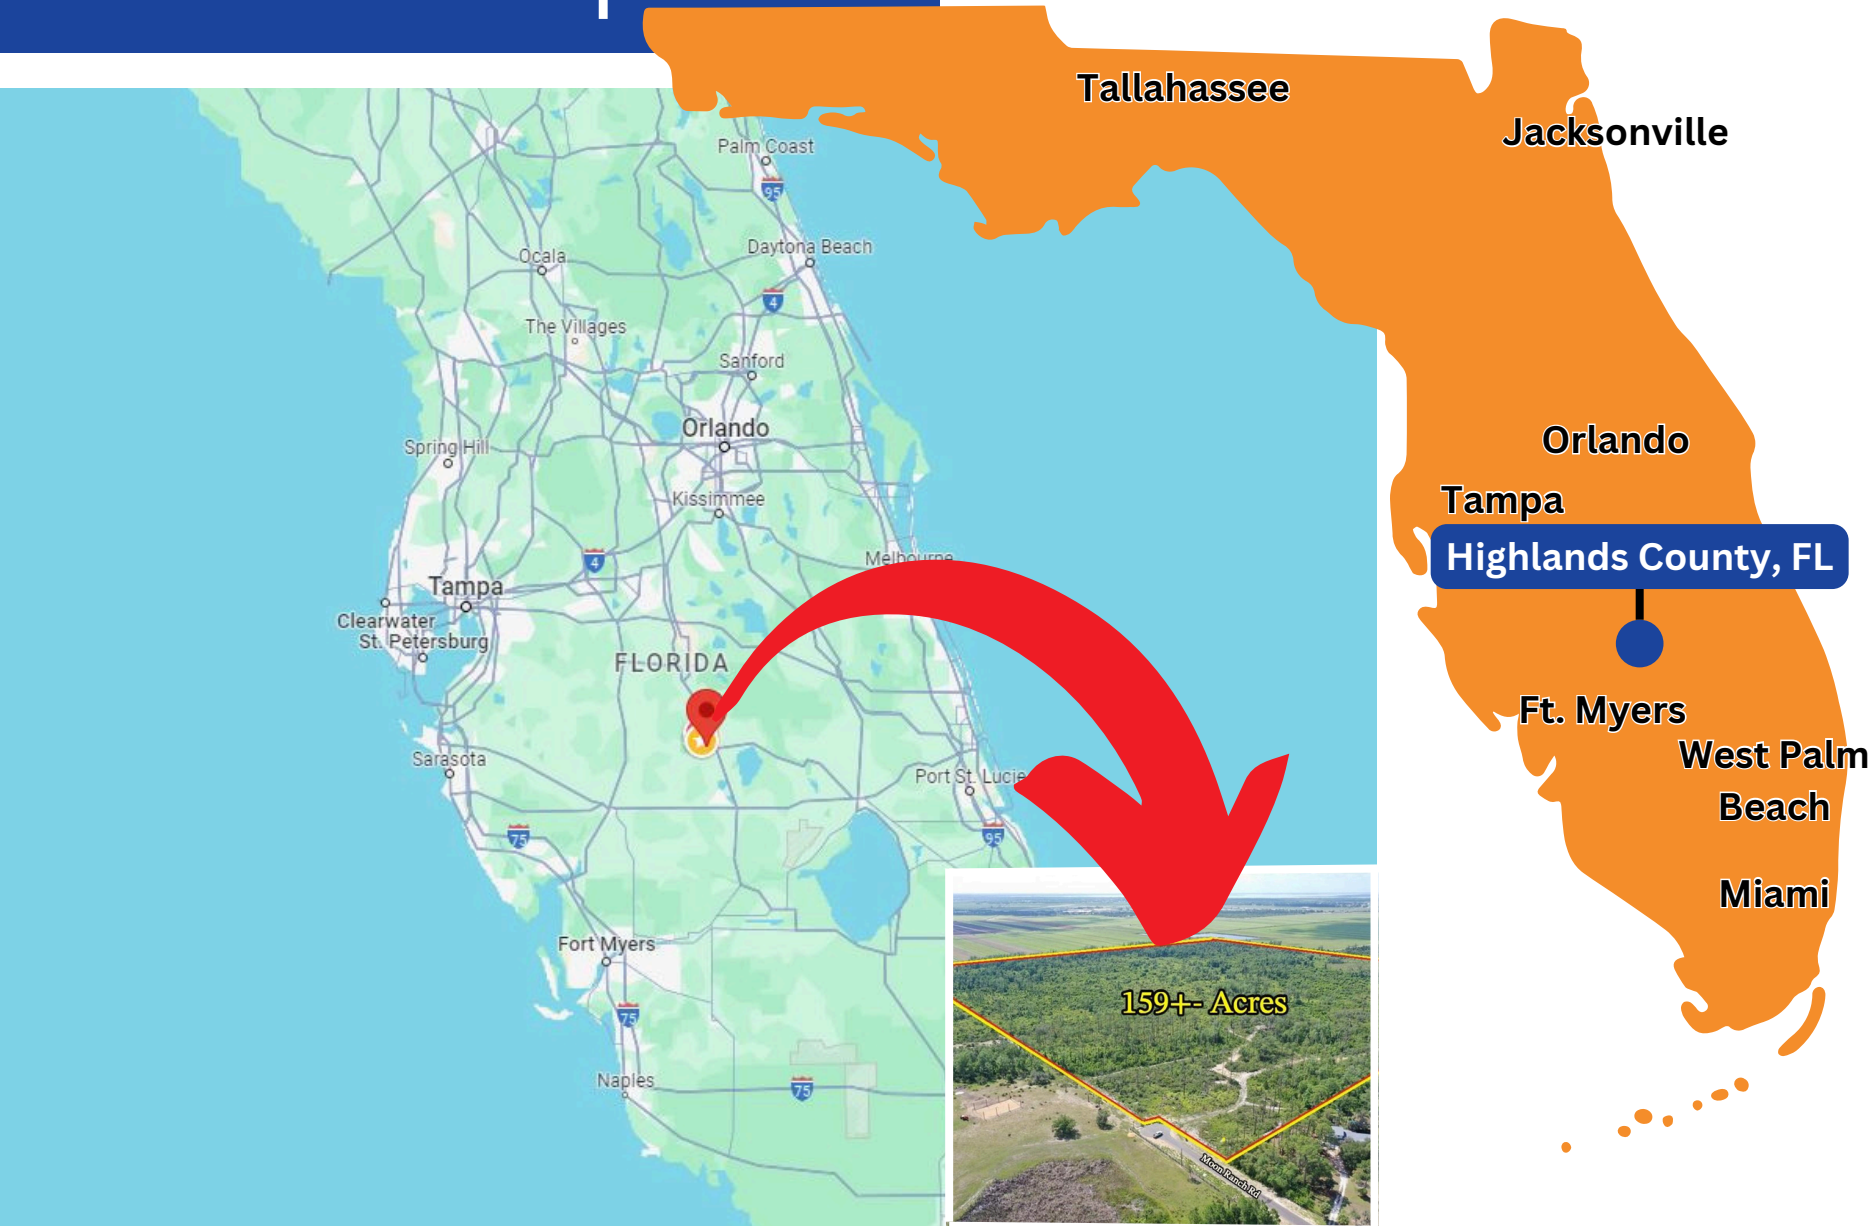 Palm Coast
95
Daytona Beach
Ocala
4
The Villages
Sanford
Orlando
Spring Hill
Kissimmee
4
Melbourne
Tampa
Clearwater
St. Petersburg
FLORIDA
Sarasota
Port St. Lucie
75
95
Fort Myers
75
Naples
75
159+- Acres
Moon Ranch Rd
Tallahassee
Jacksonville
Orlando
Tampa
Highlands County, FL
Ft. Myers
West Palm
Beach
Miami